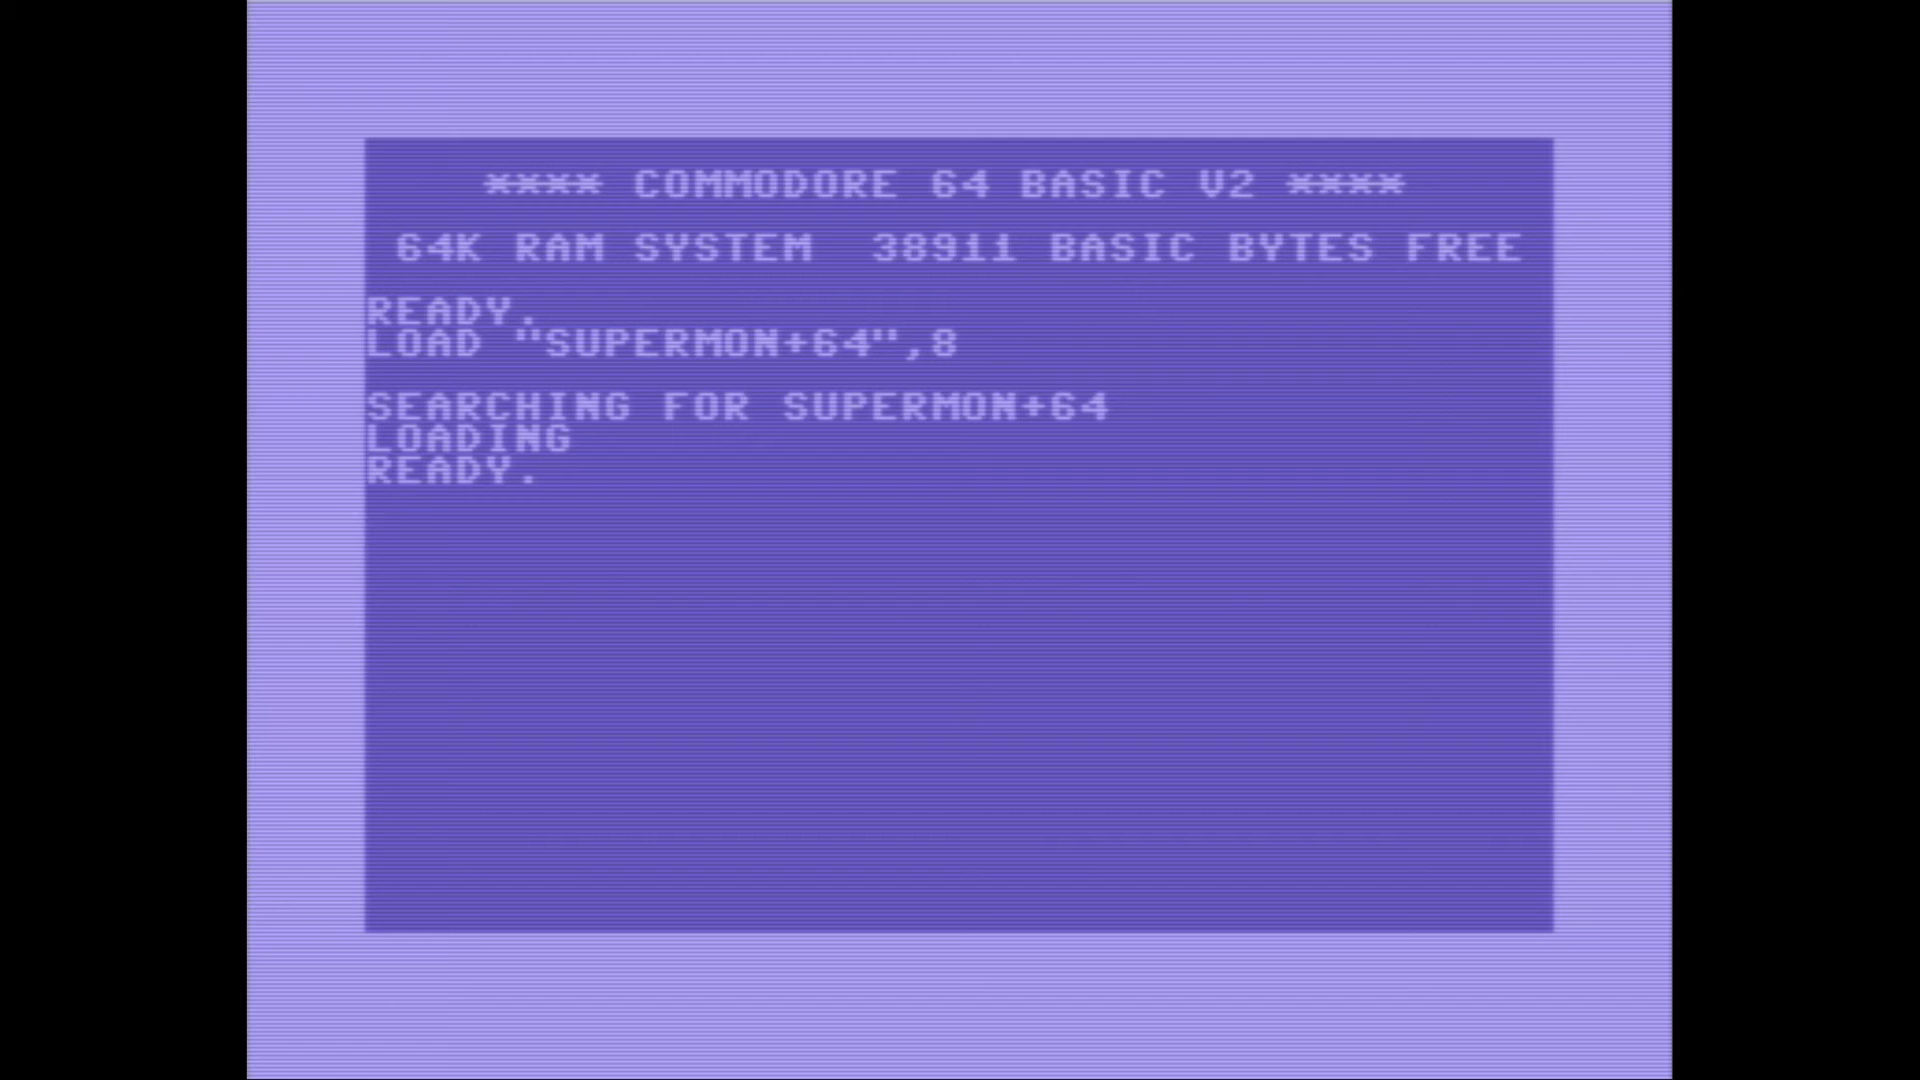 **** COMMODORE 64 BASIC V2 ****
64K RAM SYSTEM  38911 BASIC BYTES FREE
READY.
LOAD "SUPERMON+64",8
SEARCHING FOR SUPERMON+64
LOADING
READY.